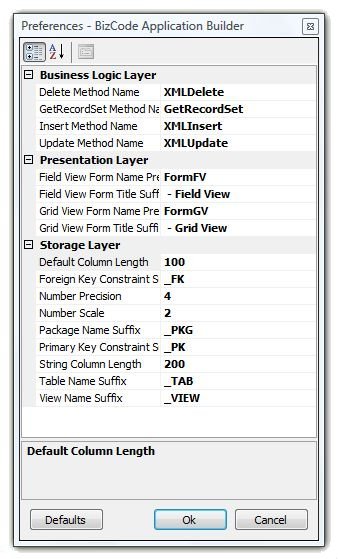 Preferences - BizCode Application Builder
Business Logic Layer
Delete Method Name XMLDelete
GetRecordSet Method Na GetRecordSet
Insert Method Name XMLInsert
Update Method Name XMLUpdate
Presentation Layer
Field View Form Name Pre FormFV
Field View Form Title Suffi - Field View
Grid View Form Name Pre FormGV
Grid View Form Title Suffi - Grid View
Storage Layer
Default Column Length 100
Foreign Key Constraint S _FK
Number Precision 4
Number Scale 2
Package Name Suffix _PKG
Primary Key Constraint S _PK
String Column Length 200
Table Name Suffix _TAB
View Name Suffix _VIEW
Default Column Length
Defaults Ok Cancel